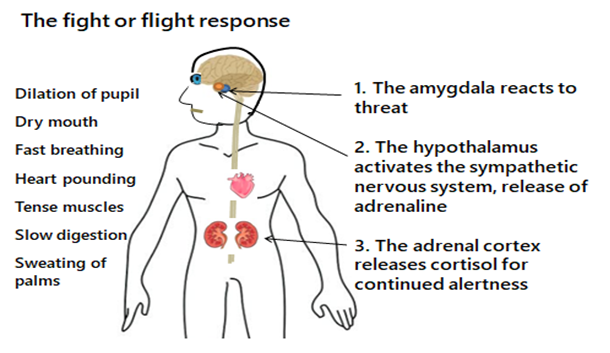 The fight or flight response
Dilation of pupil
Dry mouth
Fast breathing
Heart pounding
Tense muscles
Slow digestion
Sweating of
palms
1. The amygdala reacts to
threat
2. The hypothalamus
activates the sympathetic
nervous system, release of
adrenaline
3. The adrenal cortex
releases cortisol for
continued alertness